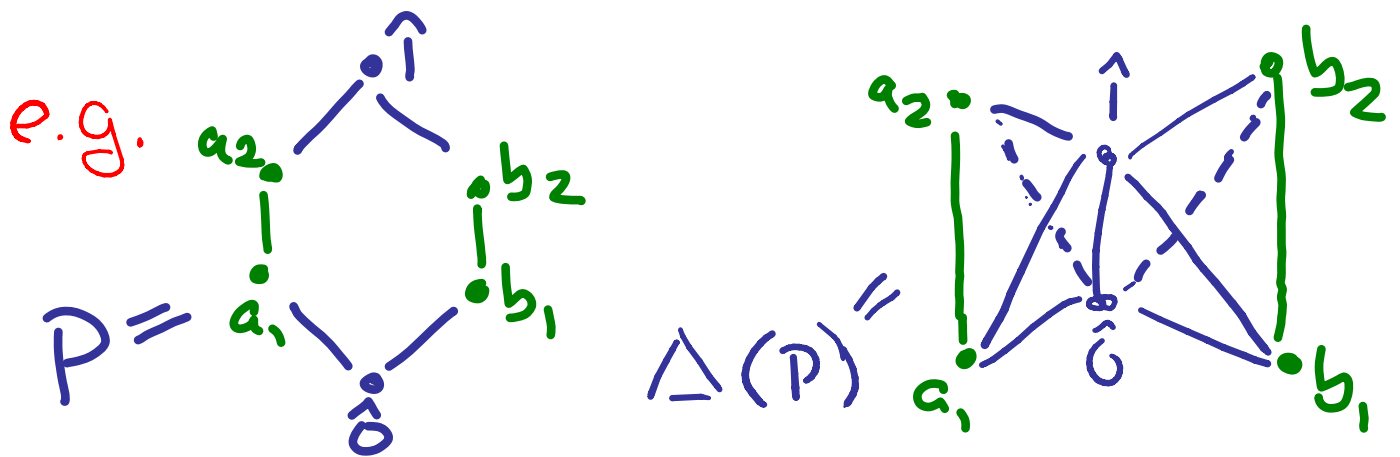 e.g.
1̂
a₂
b₂
a₁
b₁
P =
0̂
Δ(P) =
a₂
1̂
b₂
a₁
0̂
b₁